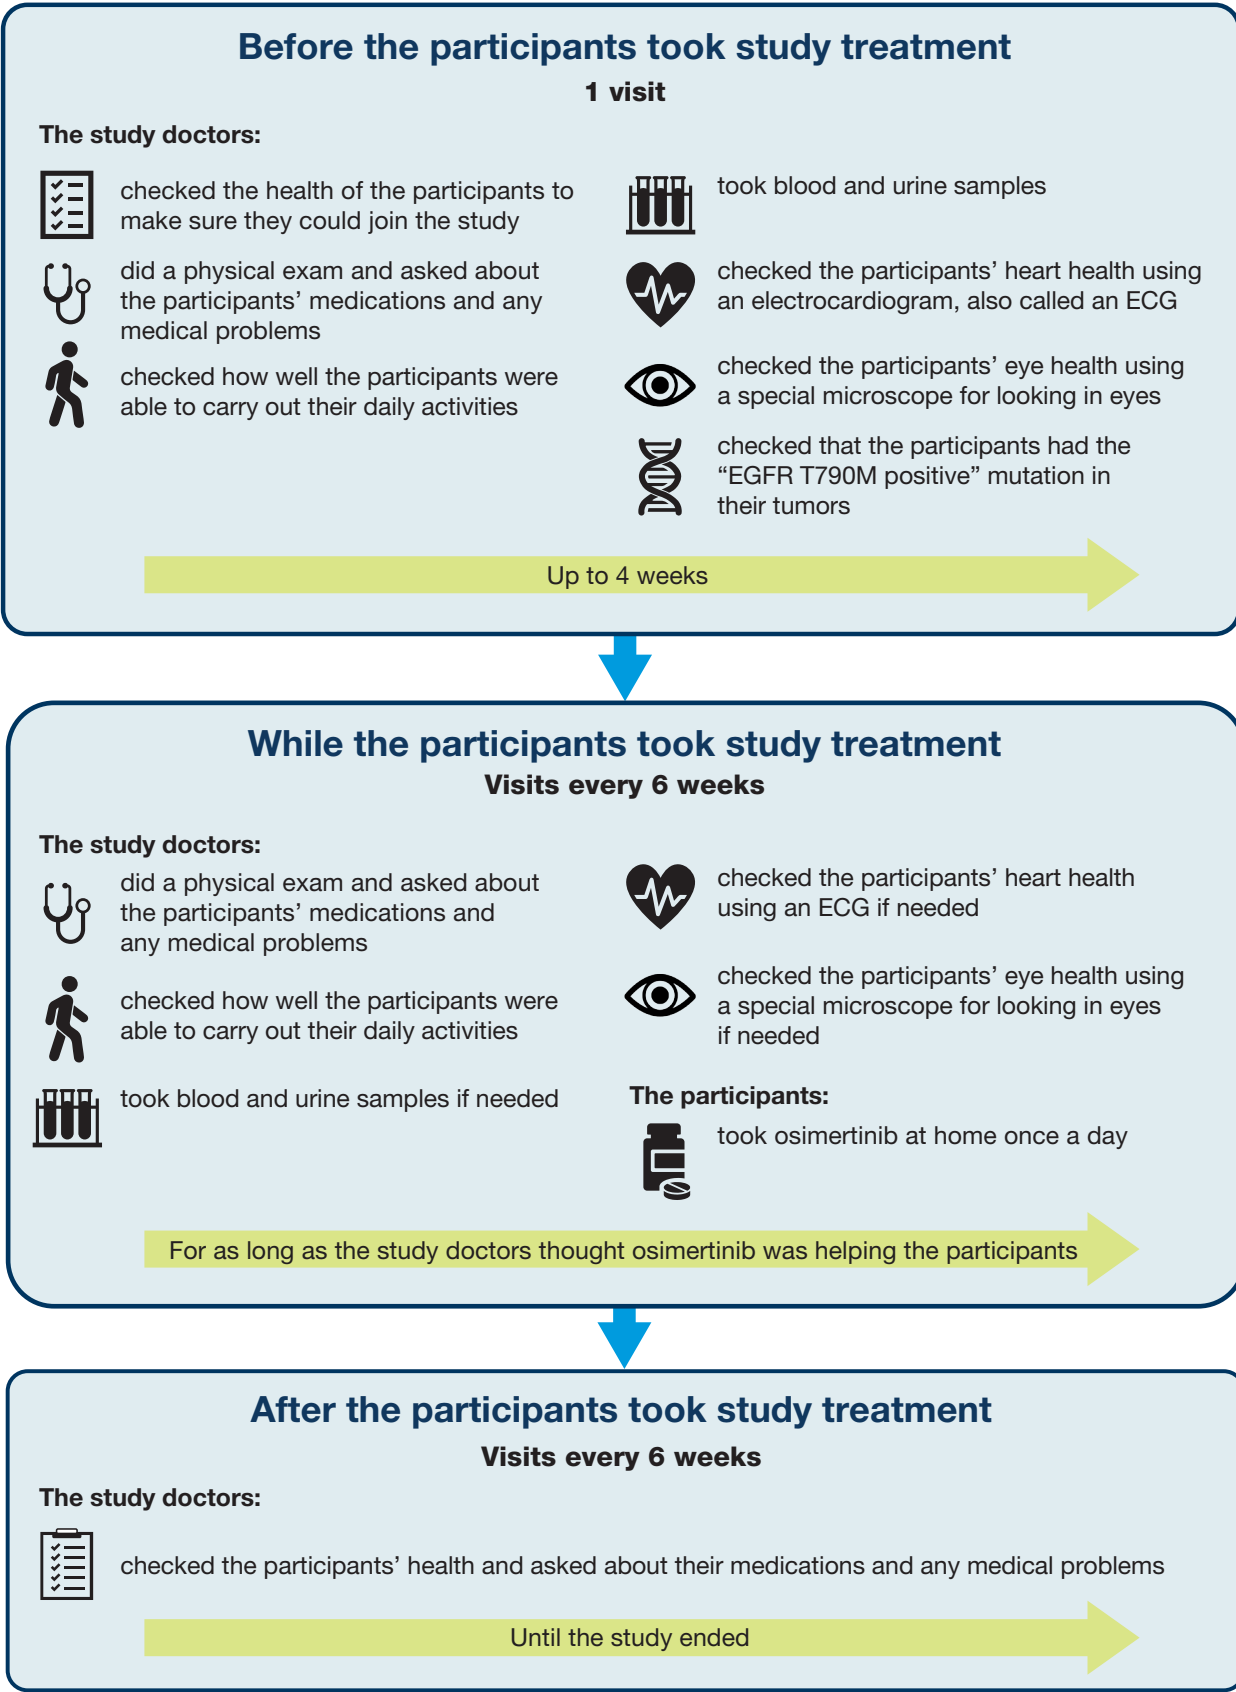 Before the participants took study treatment
1 visit
The study doctors:
checked the health of the participants to
make sure they could join the study
did a physical exam and asked about
the participants’ medications and any
medical problems
checked how well the participants were
able to carry out their daily activities
took blood and urine samples
checked the participants’ heart health using
an electrocardiogram, also called an ECG
checked the participants’ eye health using
a special microscope for looking in eyes
checked that the participants had the
“EGFR T790M positive” mutation in
their tumors
Up to 4 weeks
While the participants took study treatment
Visits every 6 weeks
The study doctors:
did a physical exam and asked about
the participants’ medications and
any medical problems
checked how well the participants were
able to carry out their daily activities
took blood and urine samples if needed
checked the participants’ heart health
using an ECG if needed
checked the participants’ eye health using
a special microscope for looking in eyes
if needed
The participants:
took osimertinib at home once a day
For as long as the study doctors thought osimertinib was helping the participants
After the participants took study treatment
Visits every 6 weeks
The study doctors:
checked the participants’ health and asked about their medications and any medical problems
Until the study ended